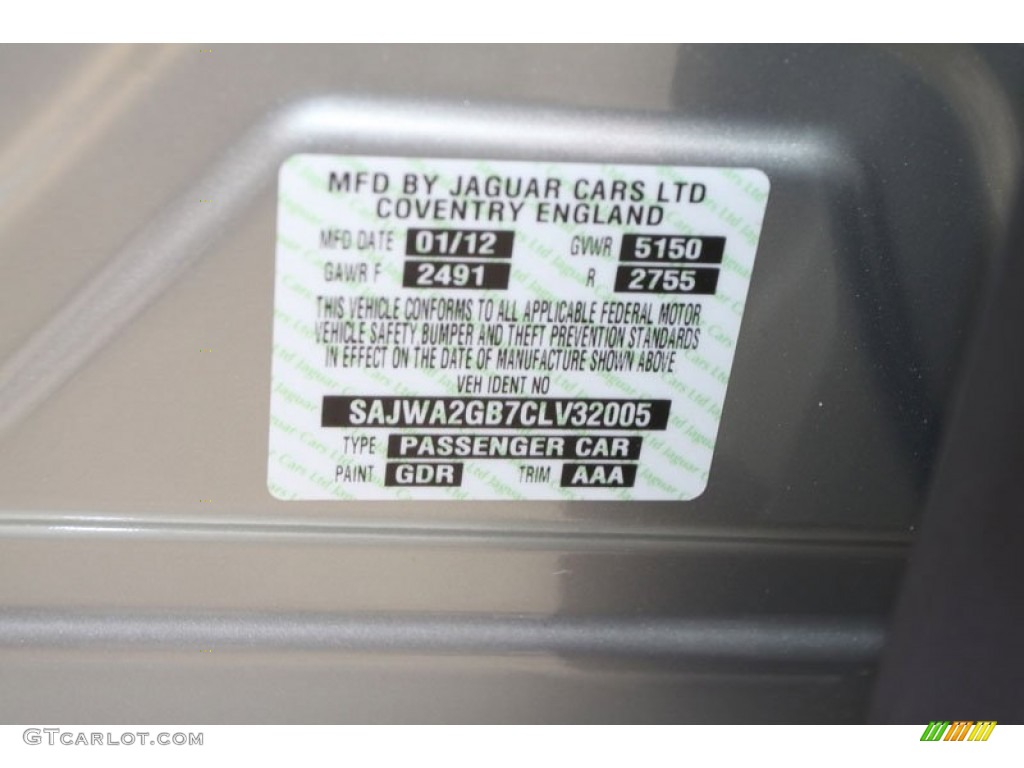 MFD BY JAGUAR CARS LTD
COVENTRY ENGLAND
MFD DATE 01/12 GVWR 5150
GAWR F 2491 R 2755
THIS VEHICLE CONFORMS TO ALL APPLICABLE FEDERAL MOTOR
VEHICLE SAFETY BUMPER AND THEFT PREVENTION STANDARDS
IN EFFECT ON THE DATE OF MANUFACTURE SHOWN ABOVE
VEH IDENT NO
SAJWA2GB7CLV32005
TYPE PASSENGER CAR
PAINT GDR TRIM AAA
GTCARLOT.COM